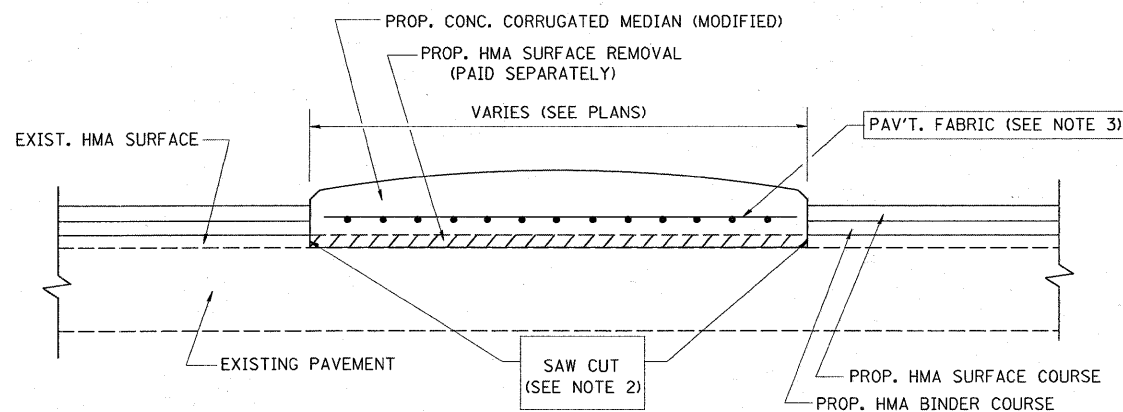 PROP. CONC. CORRUGATED MEDIAN (MODIFIED)
PROP. HMA SURFACE REMOVAL
(PAID SEPARATELY)
VARIES (SEE PLANS)
PAV'T. FABRIC (SEE NOTE 3)
EXIST. HMA SURFACE
EXISTING PAVEMENT
SAW CUT
(SEE NOTE 2)
PROP. HMA SURFACE COURSE
PROP. HMA BINDER COURSE